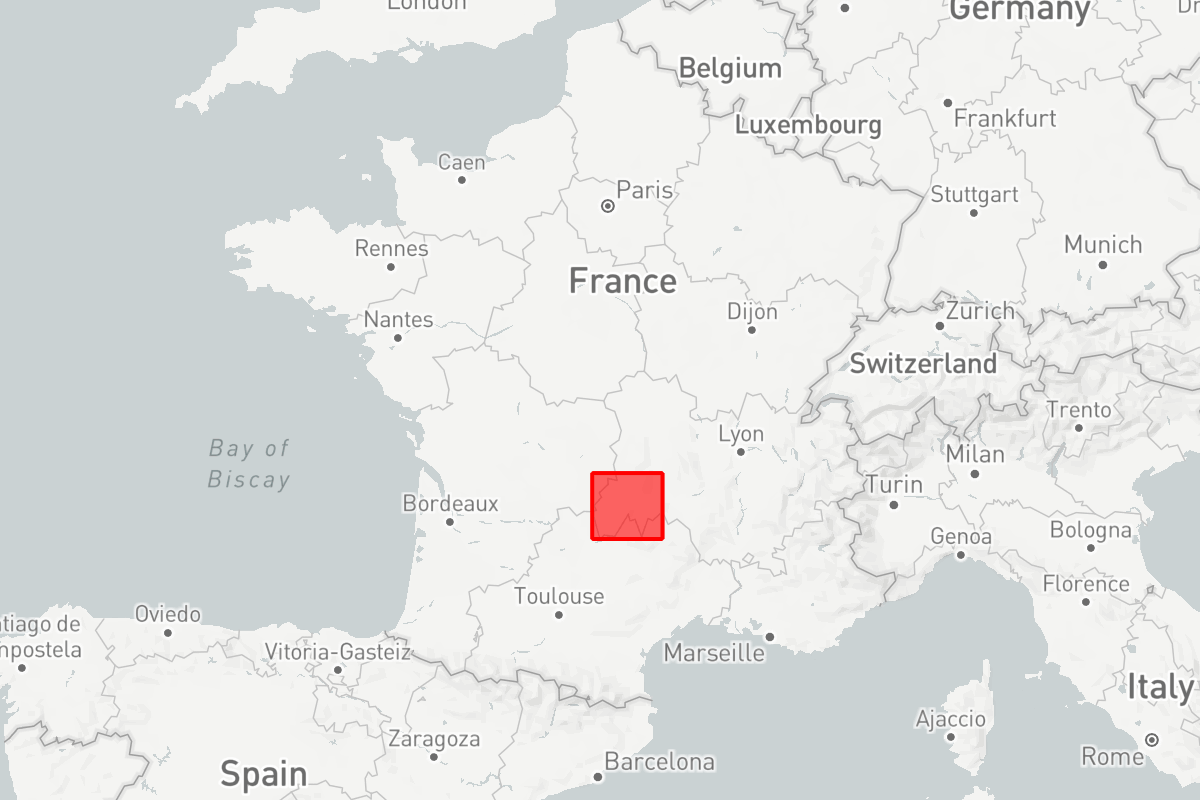 London
Germany
Belgium
Luxembourg
Frankfurt
Caen
Paris
Stuttgart
Rennes
Munich
France
Nantes
Dijon
Zurich
Switzerland
Trento
Bay of
Biscay
Lyon
Milan
Bordeaux
Turin
Genoa
Bologna
Florence
Toulouse
Oviedo
tiago de
mpostela
Vitoria-Gasteiz
Marseille
Italy
Ajaccio
Zaragoza
Rome
Spain
Barcelona